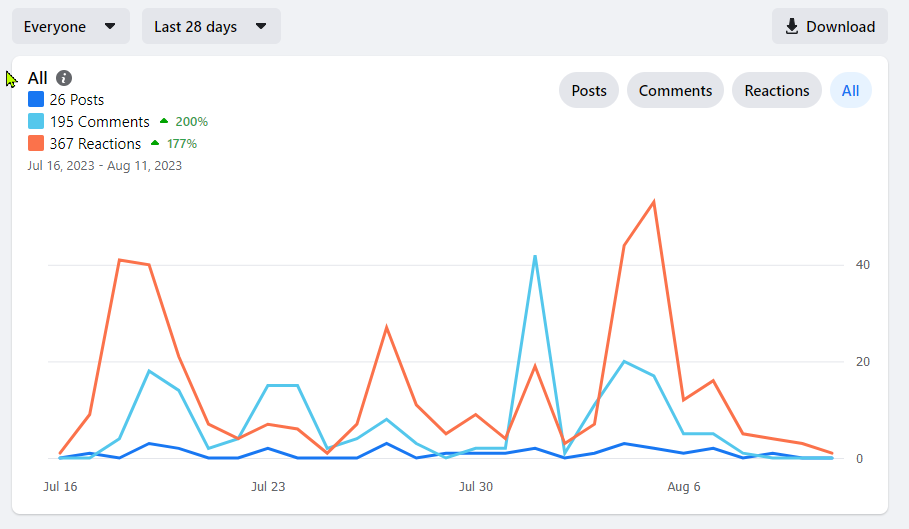 Everyone Last 28 days Download
All
Posts Comments Reactions All
26 Posts
195 Comments 200%
367 Reactions 177%
Jul 16, 2023 - Aug 11, 2023
40
20
0
Jul 16 Jul 23 Jul 30 Aug 6